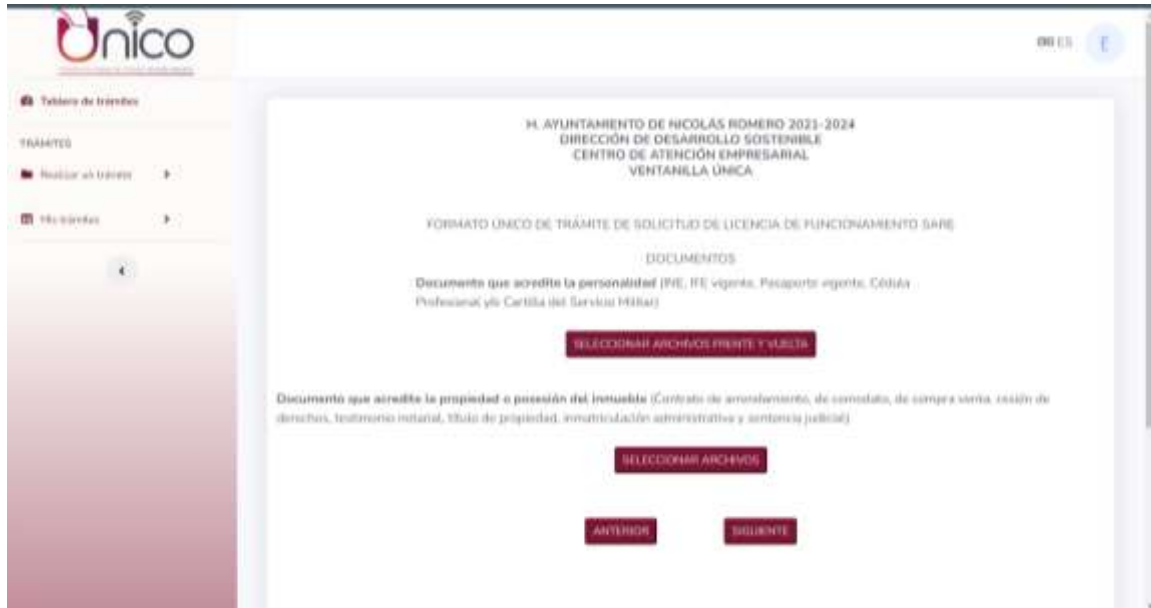 Único
ES
Tablero de trámites
TRÁMITES
Realizar un trámite
Mis trámites
H. AYUNTAMIENTO DE NICOLÁS ROMERO 2021-2024
DIRECCIÓN DE DESARROLLO SOSTENIBLE
CENTRO DE ATENCIÓN EMPRESARIAL
VENTANILLA ÚNICA
FORMATO ÚNICO DE TRÁMITE DE SOLICITUD DE LICENCIA DE FUNCIONAMIENTO SARE
DOCUMENTOS
Documento que acredite la personalidad (INE, IFE vigente, Pasaporte vigente, Cédula
Profesional y/o Cartilla del Servicio Militar)
SELECCIONAR ARCHIVOS FRENTE Y VUELTA
Documento que acredite la propiedad o posesión del inmueble (Contrato de arrendamiento, de comodato, de compra venta, cesión de
derechos, testimonio notarial, título de propiedad, inmatriculación administrativa y sentencia judicial)
SELECCIONAR ARCHIVOS
ANTERIOR
SIGUIENTE